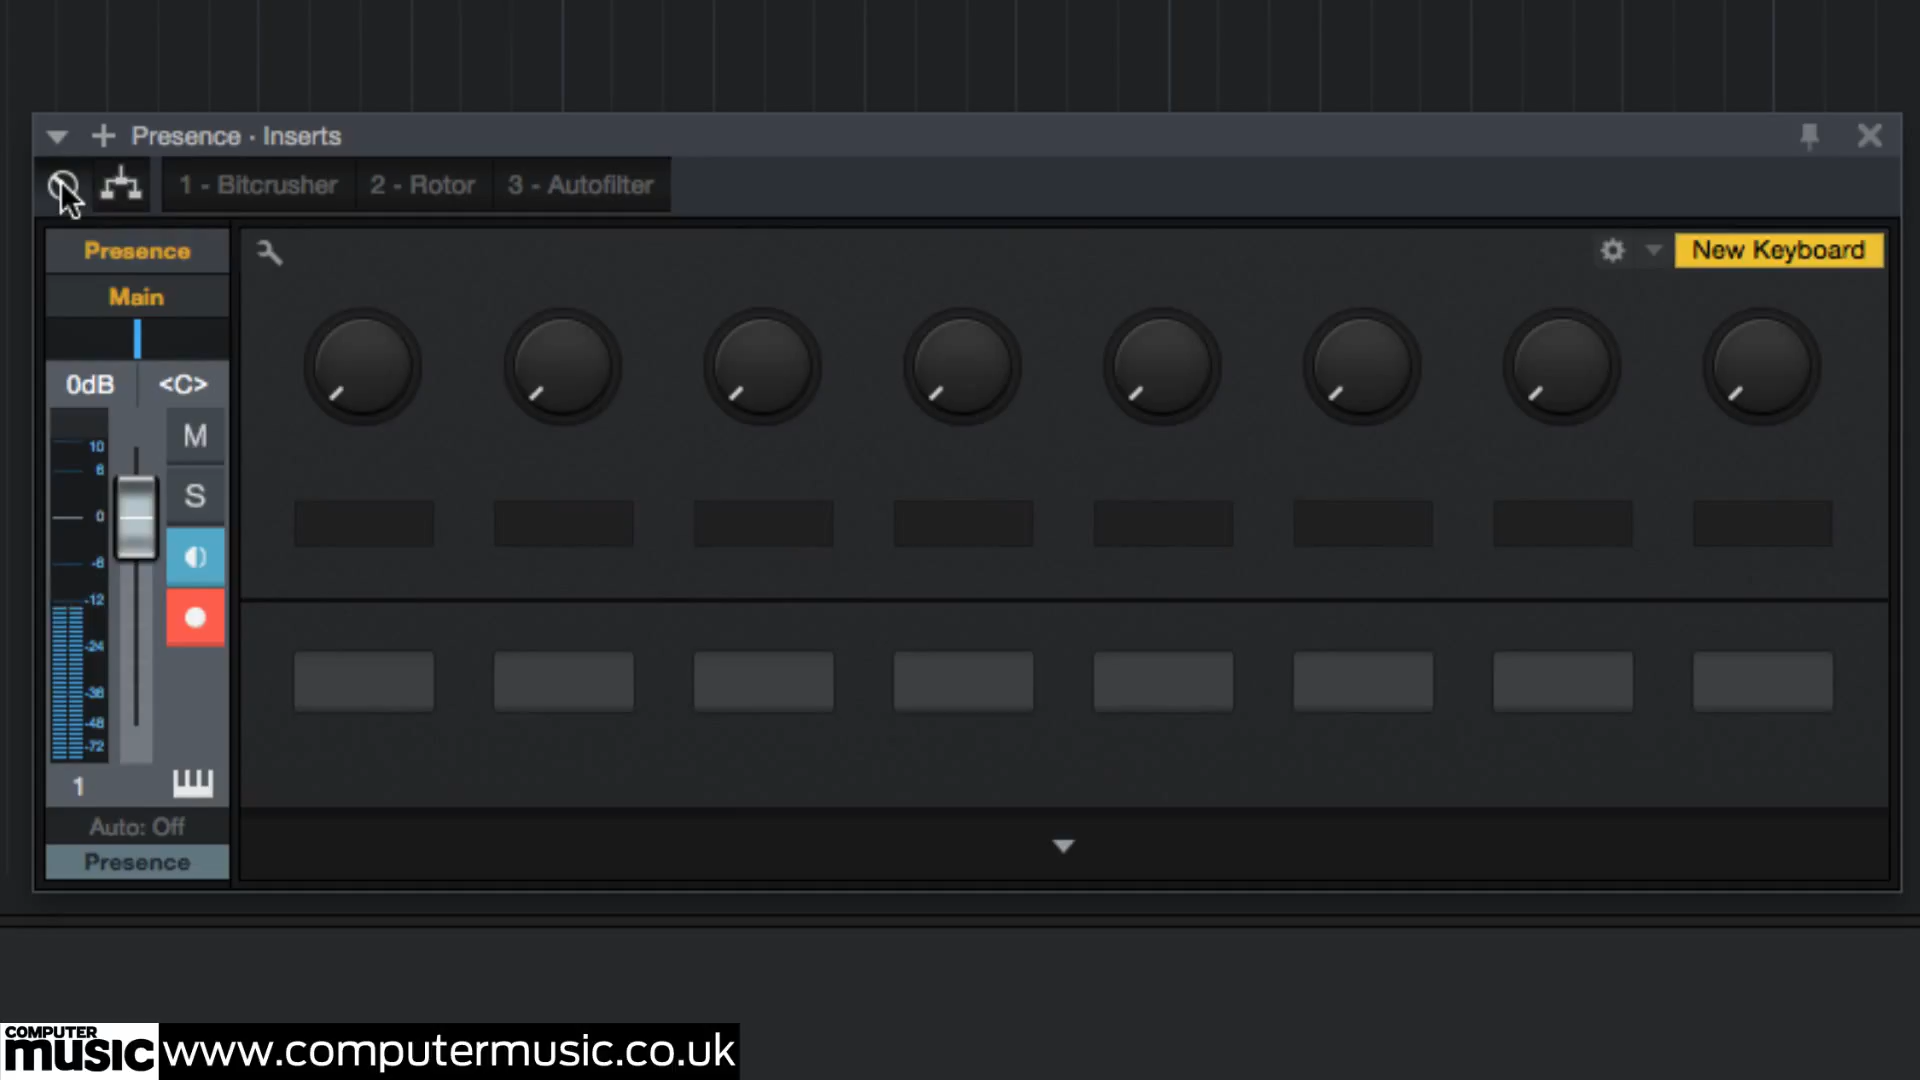 Presence · Inserts
1 - Bitcrusher
2 - Rotor
3 - Autofilter
Presence
New Keyboard
Main
0dB
<C>
M
10
6
S
0
-6
-12
-24
-36
-48
-72
1
Auto: Off
Presence
COMPUTER
music
www.computermusic.co.uk